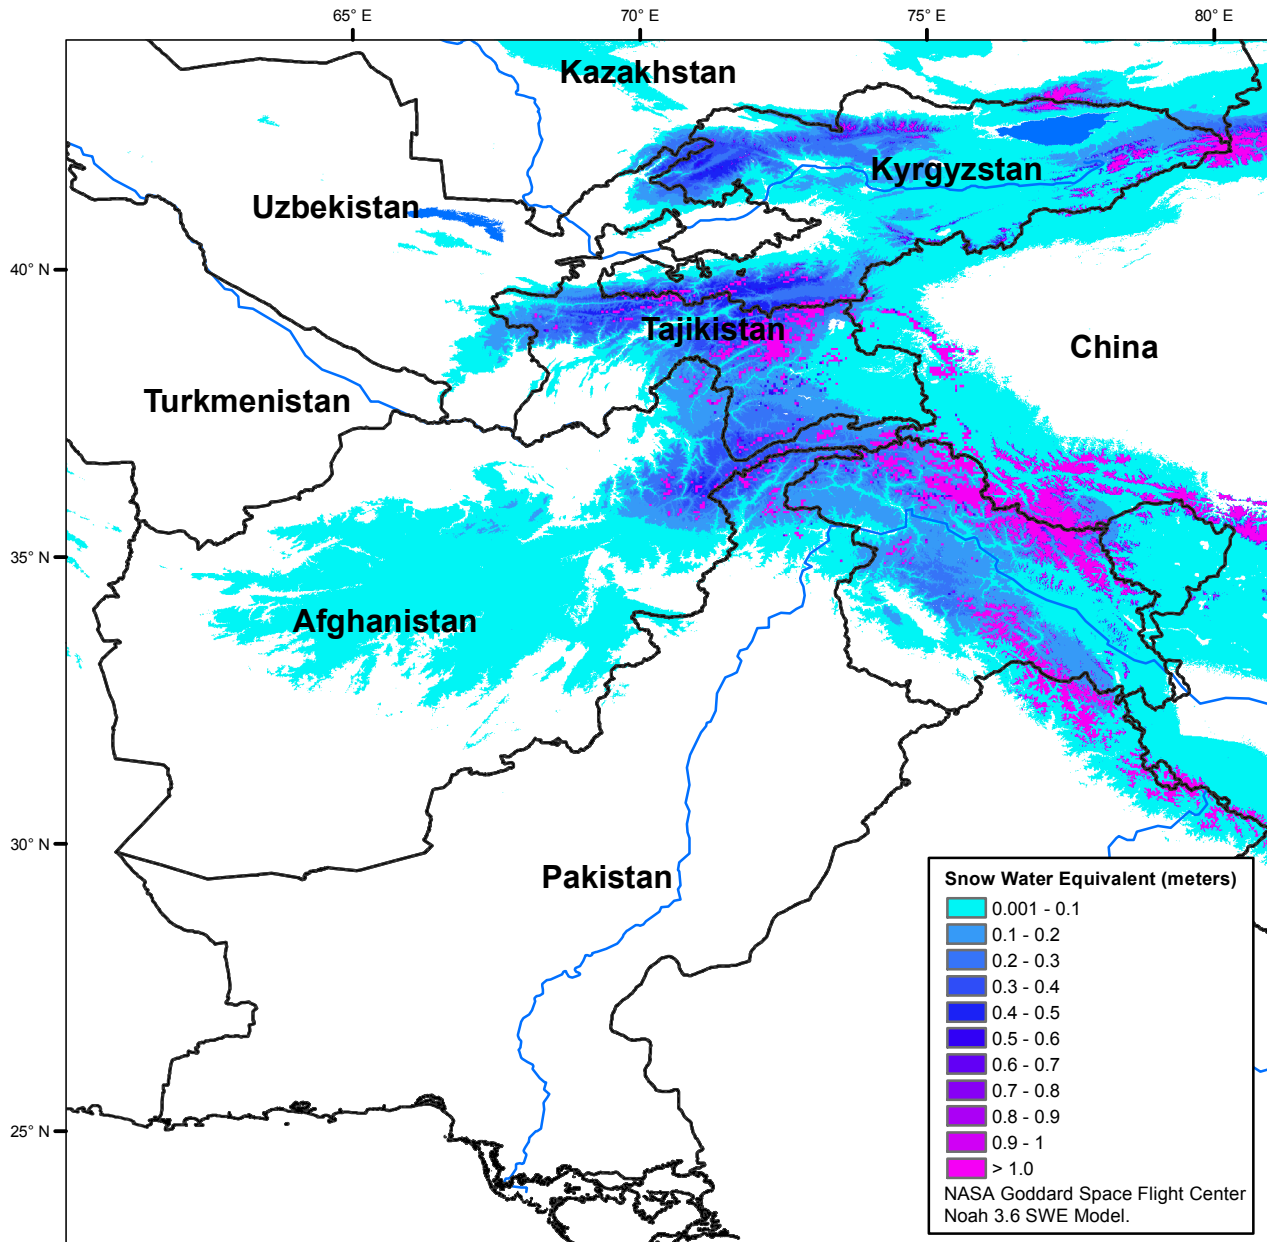 65° E
70° E
75° E
80° E
Kazakhstan
Kyrgyzstan
Uzbekistan
40° N
Tajikistan
China
Turkmenistan
35° N
Afghanistan
30° N
Pakistan
25° N
Snow Water Equivalent (meters)
0.001 - 0.1
0.1 - 0.2
0.2 - 0.3
0.3 - 0.4
0.4 - 0.5
0.5 - 0.6
0.6 - 0.7
0.7 - 0.8
0.8 - 0.9
0.9 - 1
> 1.0
NASA Goddard Space Flight Center
Noah 3.6 SWE Model.